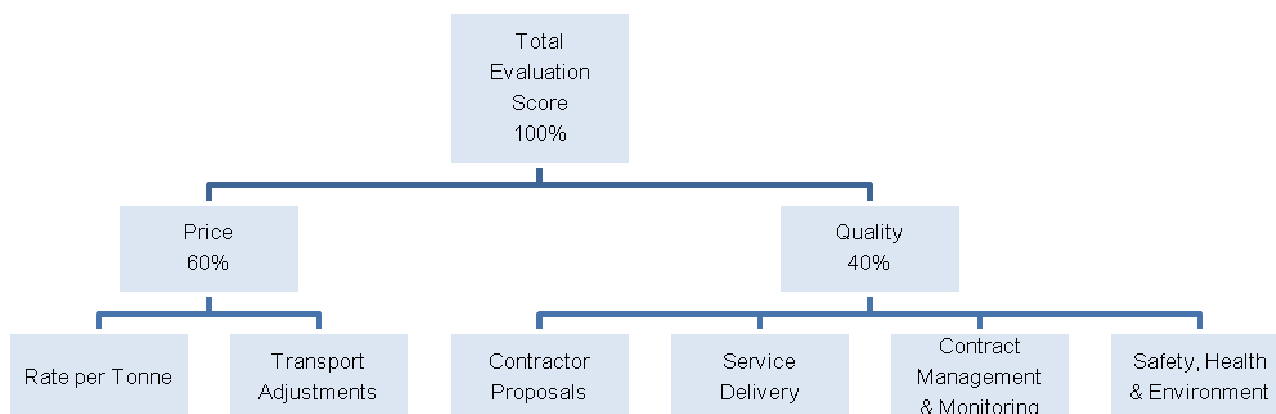 Total
Evaluation
Score
100%
Price
60%
Quality
40%
Rate per Tonne
Transport
Adjustments
Contractor
Proposals
Service
Delivery
Contract
Management
& Monitoring
Safety, Health
& Environment